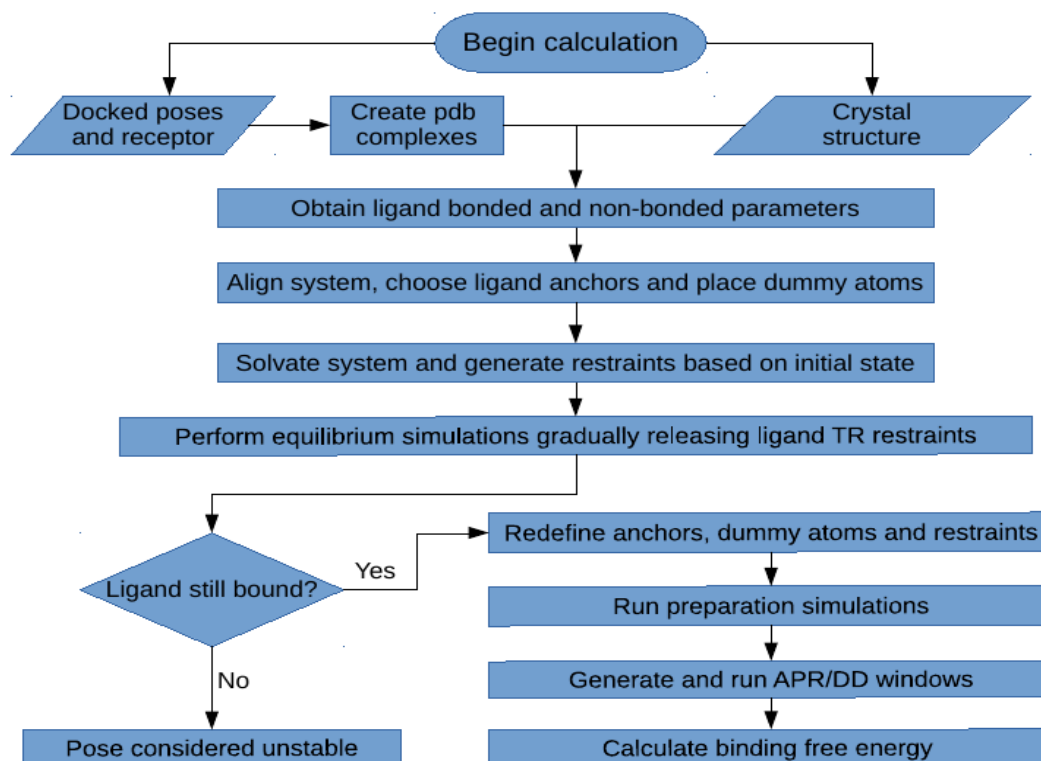 Begin calculation
Docked poses
and receptor
Create pdb
complexes
Crystal
structure
Obtain ligand bonded and non-bonded parameters
Align system, choose ligand anchors and place dummy atoms
Solvate system and generate restraints based on initial state
Perform equilibrium simulations gradually releasing ligand TR restraints
Ligand still bound?
Yes
Redefine anchors, dummy atoms and restraints
Run preparation simulations
Generate and run APR/DD windows
Calculate binding free energy
No
Pose considered unstable